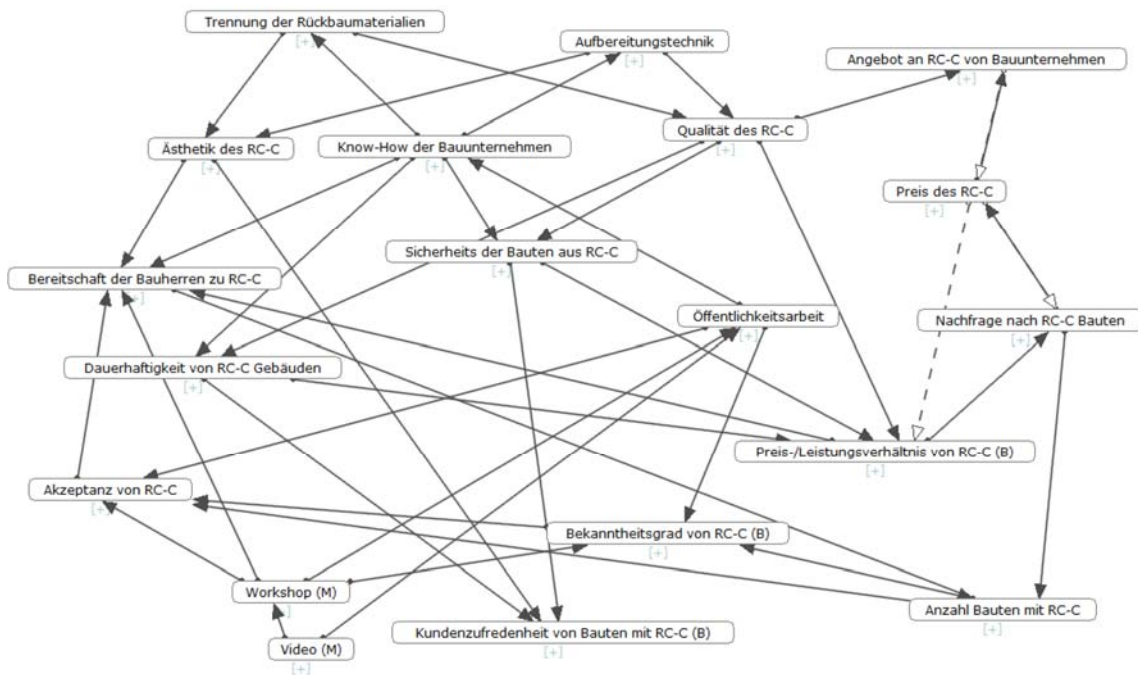 Trennung der Rückbaumaterialien
[+]
Aufbereitungstechnik
[+]
Angebot an RC-C von Bauunternehmen
[+]
Qualität des RC-C
[+]
Ästhetik des RC-C
[+]
Know-How der Bauunternehmen
[+]
Preis des RC-C
[+]
Sicherheits der Bauten aus RC-C
[+]
Bereitschaft der Bauherren zu RC-C
[+]
Öffentlichkeitsarbeit
[+]
Nachfrage nach RC-C Bauten
[+]
Dauerhaftigkeit von RC-C Gebäuden
[+]
Preis-/Leistungsverhältnis von RC-C (B)
[+]
Akzeptanz von RC-C
[+]
Bekanntheitsgrad von RC-C (B)
[+]
Workshop (M)
]
Anzahl Bauten mit RC-C
[+]
Kundenzufredenheit von Bauten mit RC-C (B)
[+]
Video (M)
[+]